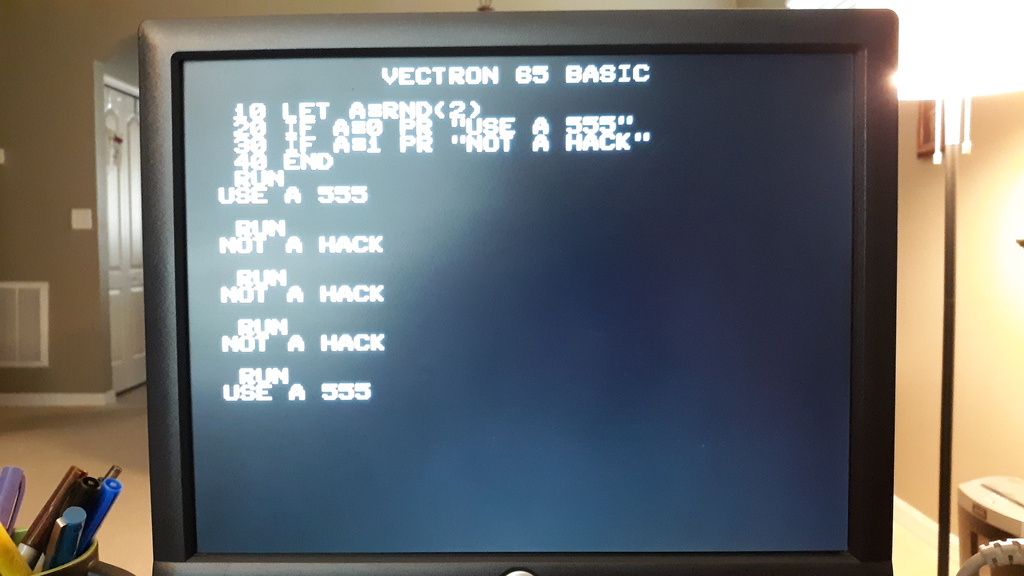 VECTRON 65 BASIC
10 LET A=RND(2)
20 IF A=0 PR "USE A 555"
30 IF A=1 PR "NOT A HACK"
40 END
RUN
USE A 555
RUN
NOT A HACK
RUN
NOT A HACK
RUN
NOT A HACK
RUN
USE A 555